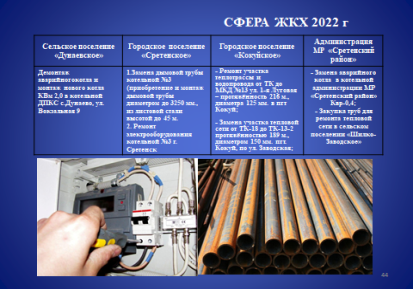 СФЕРА ЖКХ 2022 г
Сельское поселение
«Дунаевское»
Городское поселение
«Сретенское»
Городское поселение
«Кокуйское»
Администрация
МР «Сретенский
район»
Демонтаж
аварийного котла и
монтаж нового котла
КВм 2,0 в котельной
ДПКС с.Дунаево, ул.
Вокзальная 9
1.Замена дымовой трубы
котельной №3
(приобретение и монтаж
дымовой трубы
диаметром до 3250 мм.,
из листовой стали
высотой до 45 м.
2. Ремонт
электрооборудования
котельной №3 г.
Сретенск
- Ремонт участка
теплотрассы и
водопровода от ТК до
МКД №13 ул. 1-я Луговая
– протяжённость 210 м.,
диаметр 125 мм. в пгт
Кокуй;
- Замена участка тепловой
сети от ТК-18 до ТК-13-2
протяжённостью 189 м.,
диаметром 150 мм. пгт.
Кокуй, по ул. Заводская;
- Замена аварийного
котла в котельной
администрации МР
«Сретенский район»
Квр-0,4;
- Закупка труб для
ремонта тепловой
сети в сельском
поселении «Шилко-
Заводское»
44